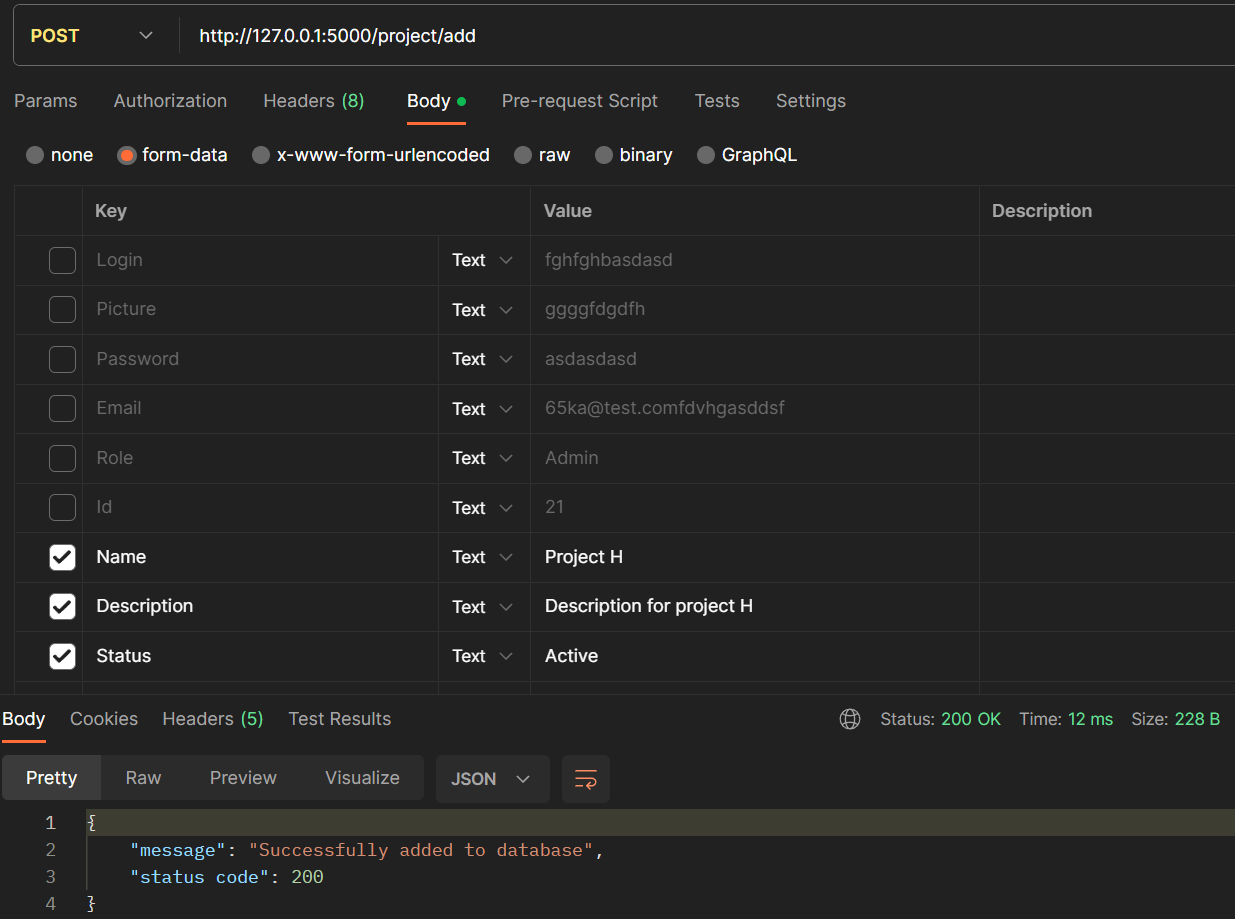 POST http://127.0.0.1:5000/project/add
Params Authorization Headers (8) Body Pre-request Script Tests Settings
none form-data x-www-form-urlencoded raw binary GraphQL
Key Value Description
Login Text fghfghbasdasd
Picture Text ggggfdgdfh
Password Text asdasdasd
Email Text 65ka@test.comfdvhgasddsf
Role Text Admin
Id Text 21
Name Text Project H
Description Text Description for project H
Status Text Active
Body Cookies Headers (5) Test Results Status: 200 OK Time: 12 ms Size: 228 B
Pretty Raw Preview Visualize JSON
1 {
2 "message": "Successfully added to database",
3 "status code": 200
4 }